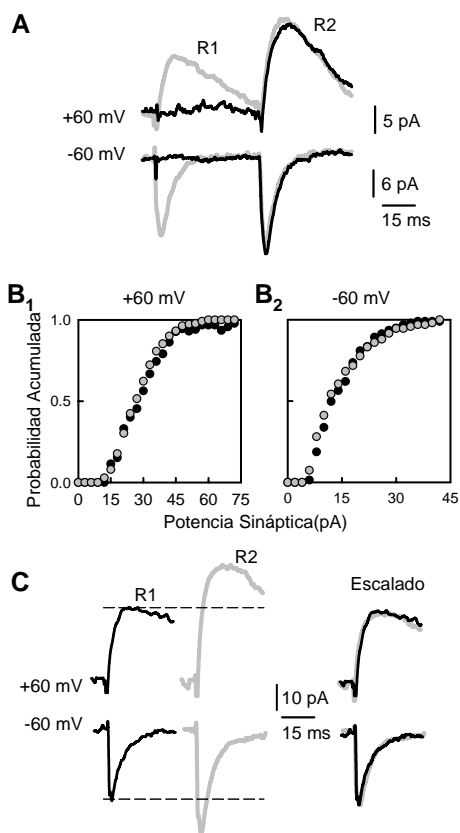 A
R1
R2
+60 mV
5 pA
-60 mV
6 pA
15 ms
B1
+60 mV
B2
-60 mV
Probabilidad Acumulada
1.0
0.5
0.0
0 15 30 45 60 75
0 15 30 45
Potencia Sináptica(pA)
C
R1
R2
Escalado
+60 mV
10 pA
-60 mV
15 ms